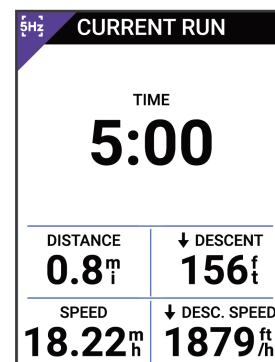 5Hz
CURRENT RUN
TIME
5:00
DISTANCE
↓ DESCENT
0.8mi
156ft
SPEED
↓ DESC. SPEED
18.22mh
1879ft/h